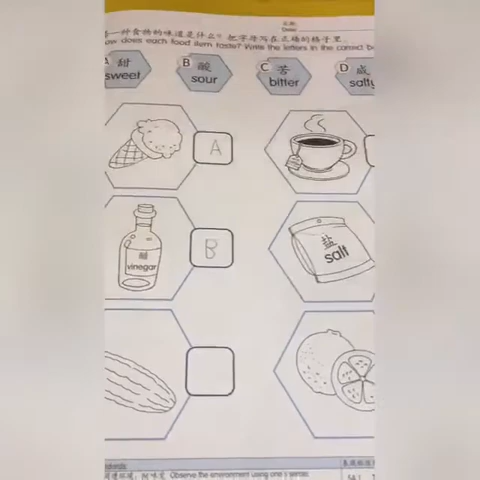 Date:
一种食物的味道是什么？把字母写在正确的格子里。
ow does each food item taste? Write the letters in the correct b
A 甜
sweet
B 酸
sour
C 苦
bitter
D 咸
salty
A
醋
vinegar
B
盐
salt
Observe the environment using one's senses